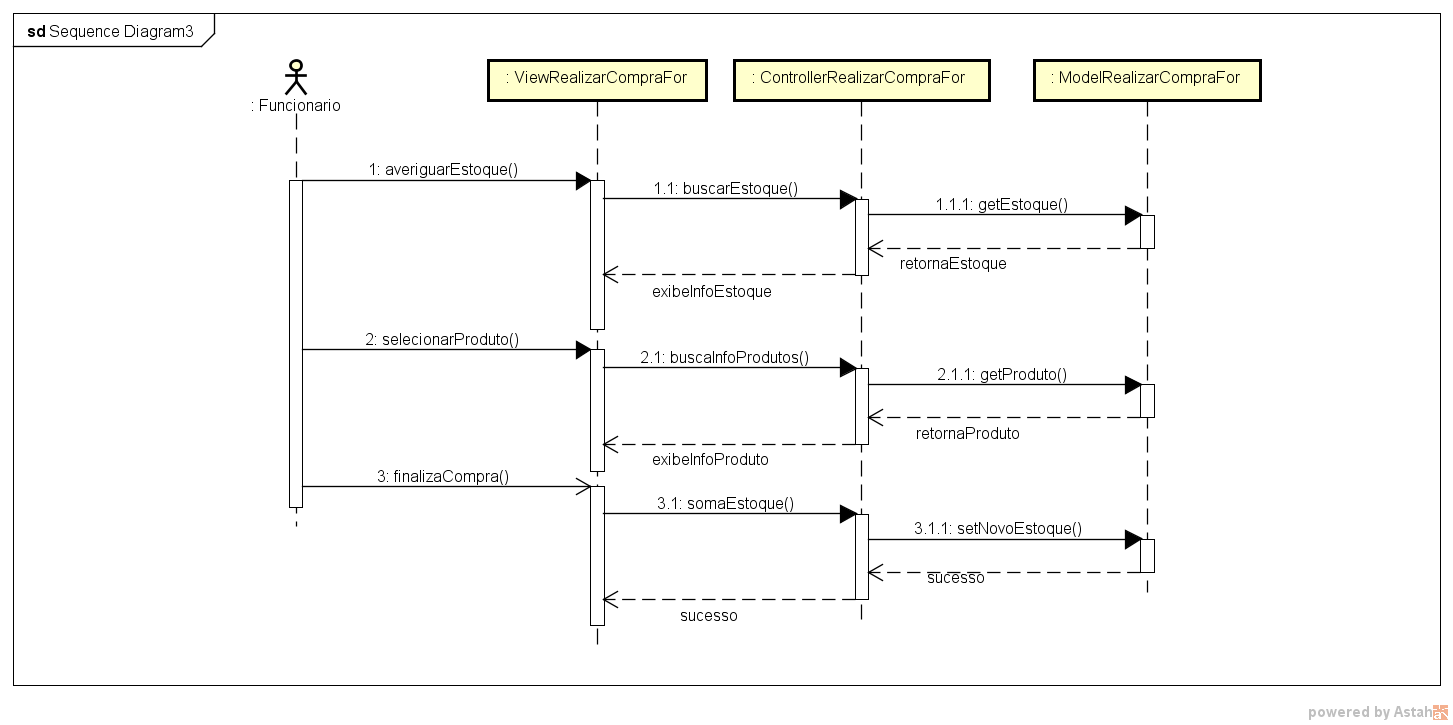 sd Sequence Diagram3
: Funcionario
: ViewRealizarCompraFor
: ControllerRealizarCompraFor
: ModelRealizarCompraFor
1: averiguarEstoque()
1.1: buscarEstoque()
1.1.1: getEstoque()
retornaEstoque
exibeInfoEstoque
2: selecionarProduto()
2.1: buscaInfoProdutos()
2.1.1: getProduto()
retornaProduto
exibeInfoProduto
3: finalizaCompra()
3.1: somaEstoque()
3.1.1: setNovoEstoque()
sucesso
sucesso
powered by Astah